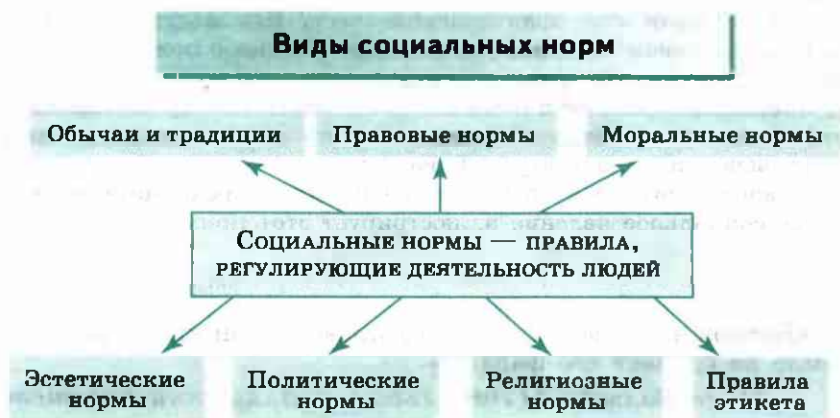 Виды социальных норм
Обычаи и традиции
Правовые нормы
Моральные нормы
Социальные нормы — правила,
регулирующие деятельность людей
Эстетические
нормы
Политические
нормы
Религиозные
нормы
Правила
этикета